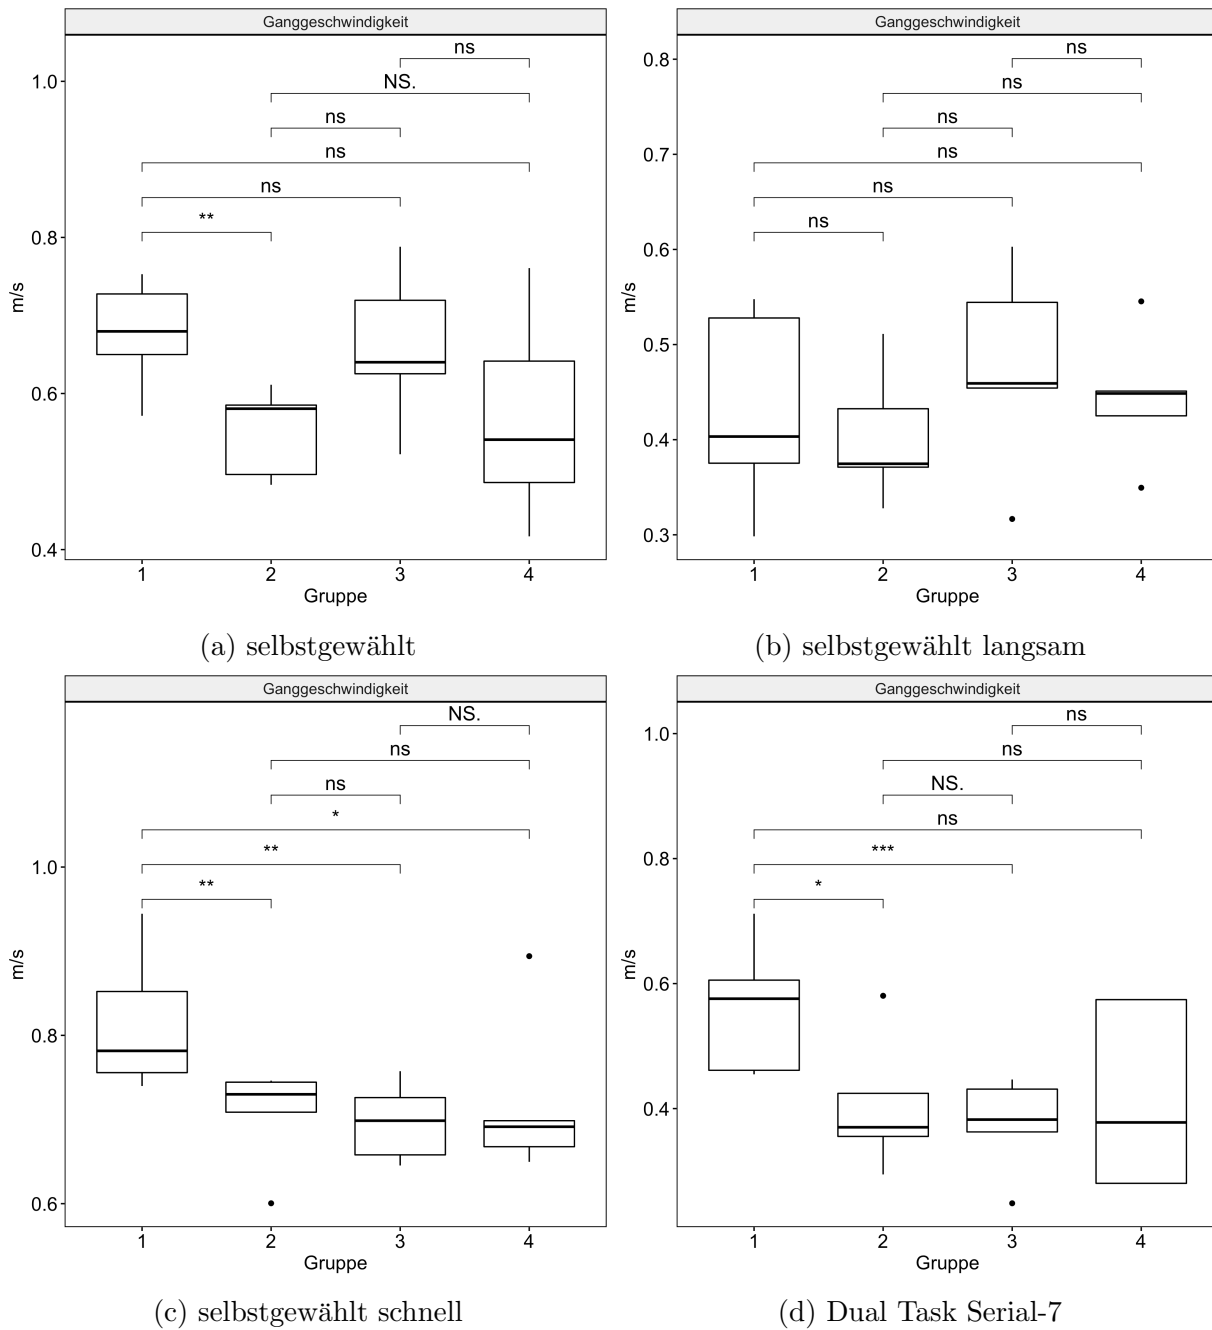 Ganggeschwindigkeit
ns
1.0
NS.
ns
ns
ns
0.8
**
m/s
0.6
0.4
1 2 3 4
Gruppe
(a) selbstgewählt
Ganggeschwindigkeit
0.8
ns
ns
ns
0.7
ns
ns
0.6
ns
m/s
0.5
0.4
0.3
1 2 3 4
Gruppe
(b) selbstgewählt langsam
Ganggeschwindigkeit
NS.
ns
ns
*
1.0
**
**
m/s
0.8
0.6
1 2 3 4
Gruppe
(c) selbstgewählt schnell
Ganggeschwindigkeit
ns
1.0
ns
NS.
ns
0.8
***
*
m/s
0.6
0.4
1 2 3 4
Gruppe
(d) Dual Task Serial-7